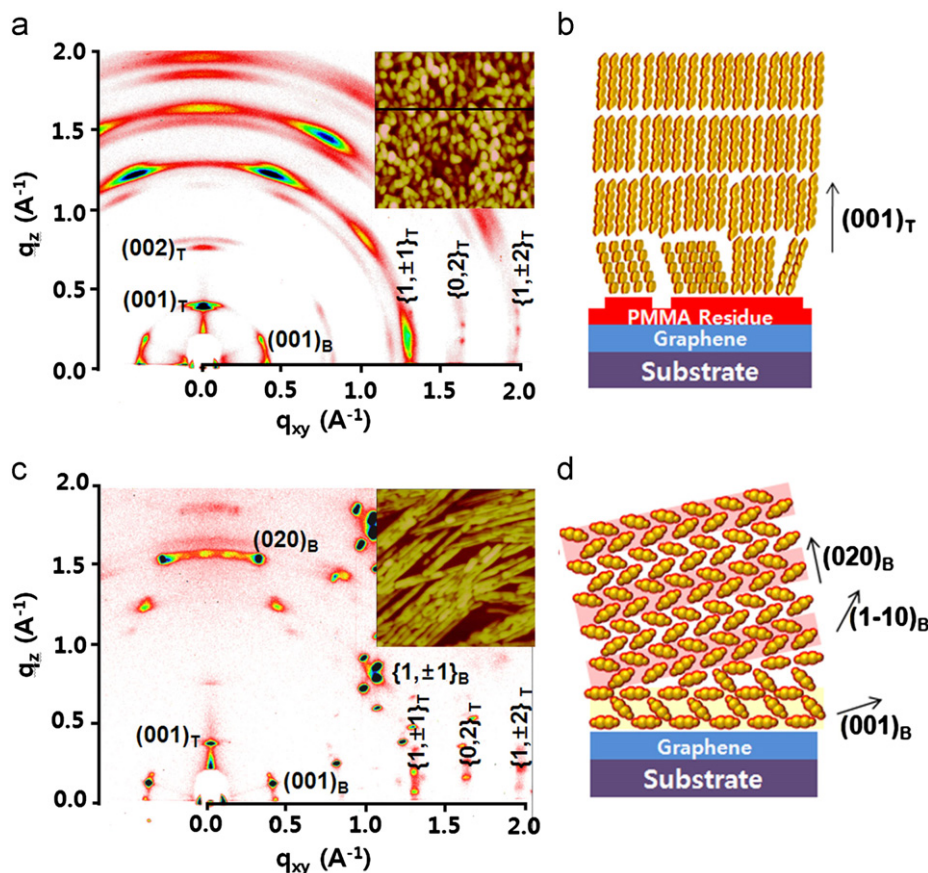 a
2.0
1.5
1.0
0.5
0.0
q_z (A⁻¹)
(002)_T
(001)_T
(001)_B
{1,±1}_T
{0,2}_T
{1,±2}_T
0.0 0.5 1.0 1.5 2.0
q_xy (A⁻¹)
b
(001)_T
PMMA Residue
Graphene
Substrate
c
2.0
1.5
1.0
0.5
0.0
q_z (A⁻¹)
(020)_B
{1,±1}_B
(001)_T
(001)_B
{1,±1}_T
{0,2}_T
{1,±2}_T
0.0 0.5 1.0 1.5 2.0
q_xy (A⁻¹)
d
(020)_B
(1-10)_B
(001)_B
Graphene
Substrate